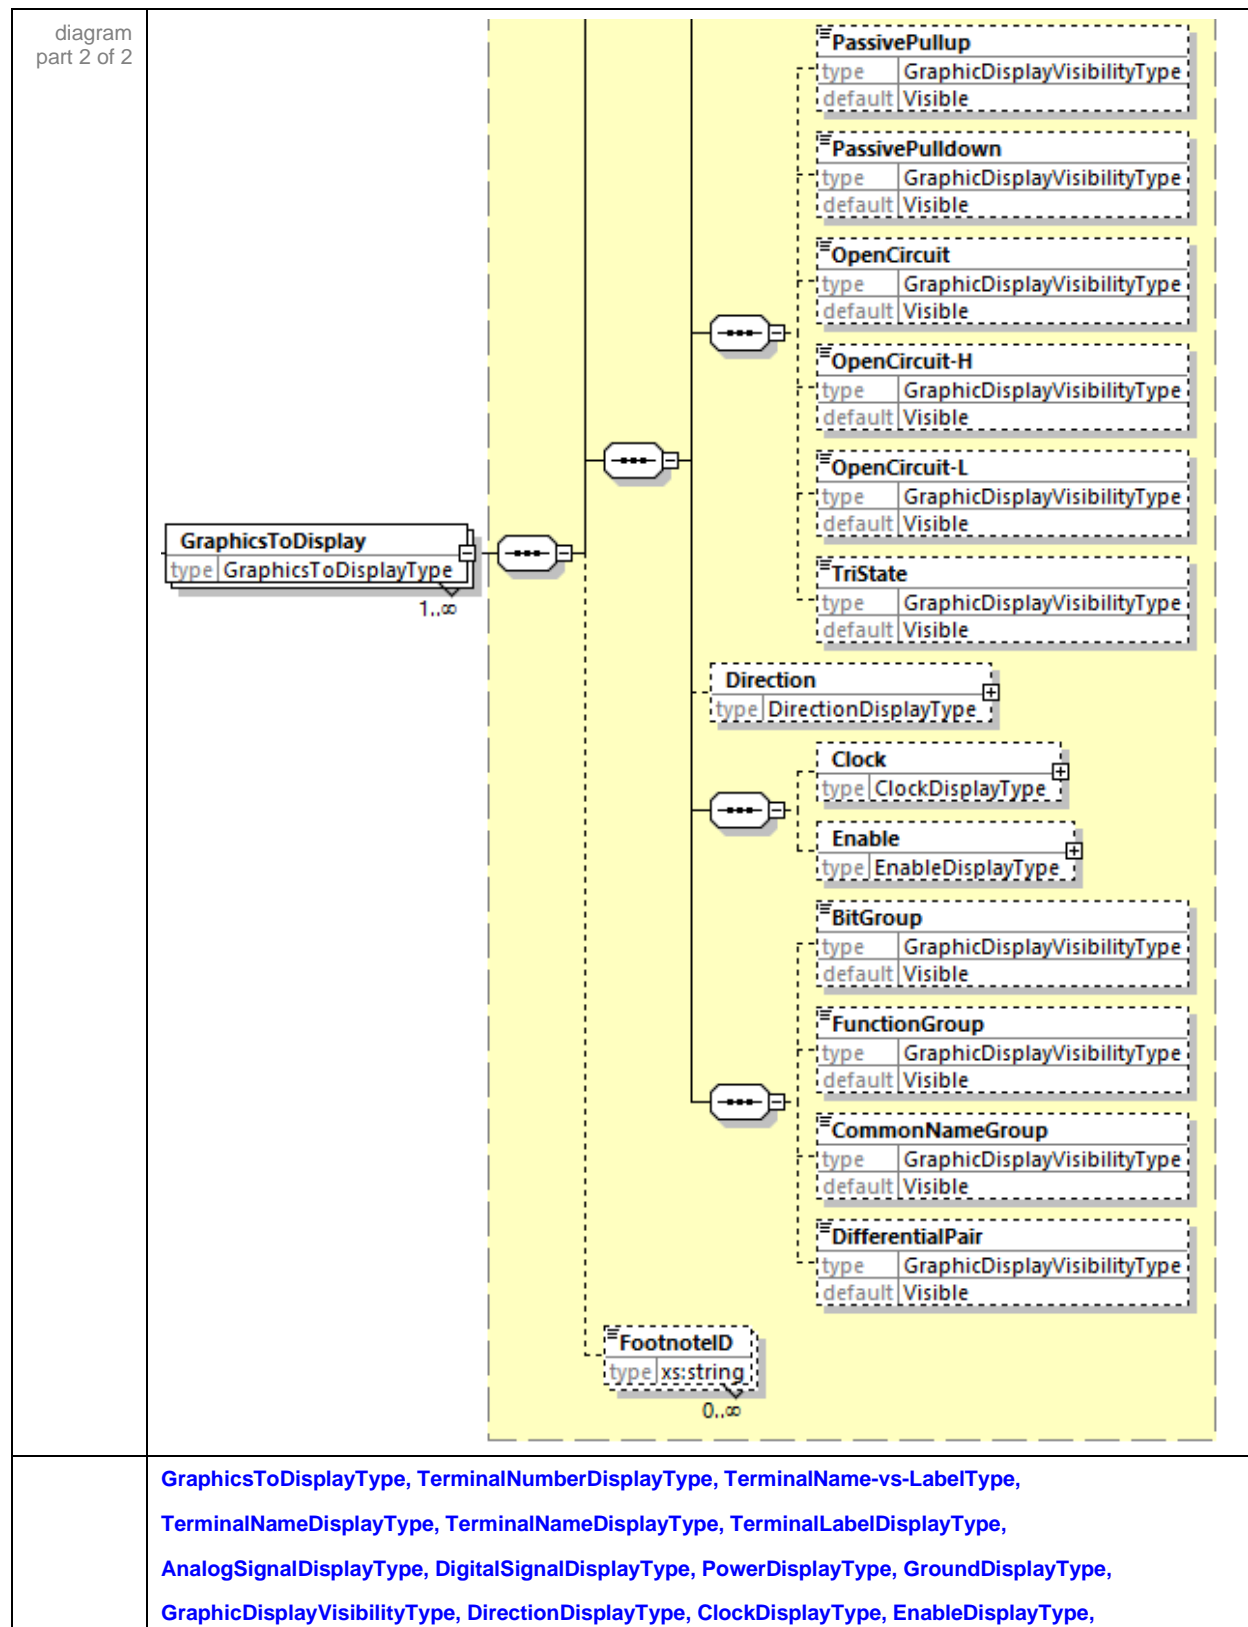 diagram
part 2 of 2
PassivePullup
type GraphicDisplayVisibilityType
default Visible
PassivePulldown
type GraphicDisplayVisibilityType
default Visible
OpenCircuit
type GraphicDisplayVisibilityType
default Visible
OpenCircuit-H
type GraphicDisplayVisibilityType
default Visible
OpenCircuit-L
type GraphicDisplayVisibilityType
default Visible
TriState
type GraphicDisplayVisibilityType
default Visible
GraphicsToDisplay
type GraphicsToDisplayType
1..∞
Direction
type DirectionDisplayType
Clock
type ClockDisplayType
Enable
type EnableDisplayType
BitGroup
type GraphicDisplayVisibilityType
default Visible
FunctionGroup
type GraphicDisplayVisibilityType
default Visible
CommonNameGroup
type GraphicDisplayVisibilityType
default Visible
DifferentialPair
type GraphicDisplayVisibilityType
default Visible
FootnoteID
type xs:string
0..∞
GraphicsToDisplayType, TerminalNumberDisplayType, TerminalName-vs-LabelType,
TerminalNameDisplayType, TerminalNameDisplayType, TerminalLabelDisplayType,
AnalogSignalDisplayType, DigitalSignalDisplayType, PowerDisplayType, GroundDisplayType,
GraphicDisplayVisibilityType, DirectionDisplayType, ClockDisplayType, EnableDisplayType,